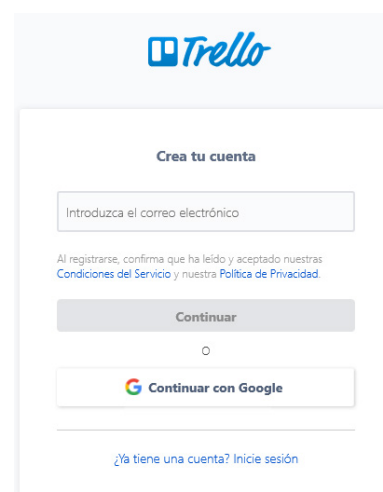 Trello
Crea tu cuenta
Introduzca el correo electrónico
Al registrarse, confirma que ha leído y aceptado nuestras
Condiciones del Servicio y nuestra Política de Privacidad.
Continuar
O
Continuar con Google
¿Ya tiene una cuenta? Inicie sesión